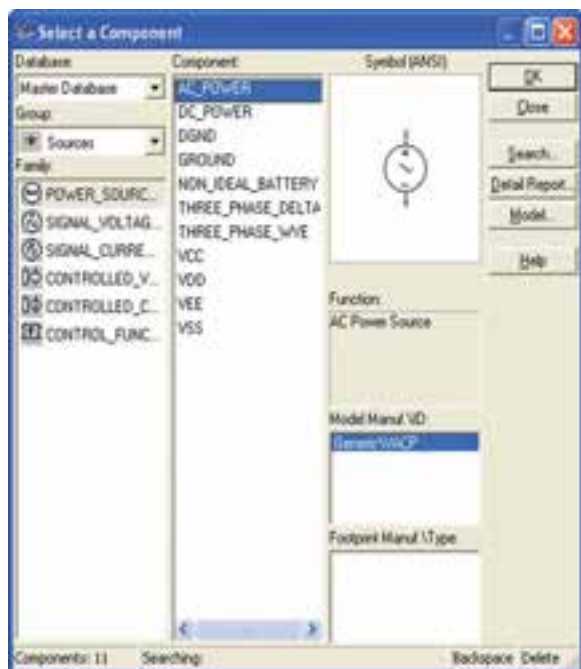 Select a Component
Database:
Master Database
Group:
Sources
Family:
POWER_SOURC...
SIGNAL_VOLTAG...
SIGNAL_CURRE...
CONTROLLED_V...
CONTROLLED_C...
CONTROL_FUNC...
Component:
AC_POWER
DC_POWER
DGND
GROUND
NON_IDEAL_BATTERY
THREE_PHASE_DELTA
THREE_PHASE_WYE
VCC
VDD
VEE
VSS
Symbol (ANSI)
Function:
AC Power Source
Model Manuf.\ID
Generic\VACP
Footprint Manuf.\Type
OK
Close
Search...
Detail Report...
Model...
Help
Components: 11
Searching:
Backspace
Delete